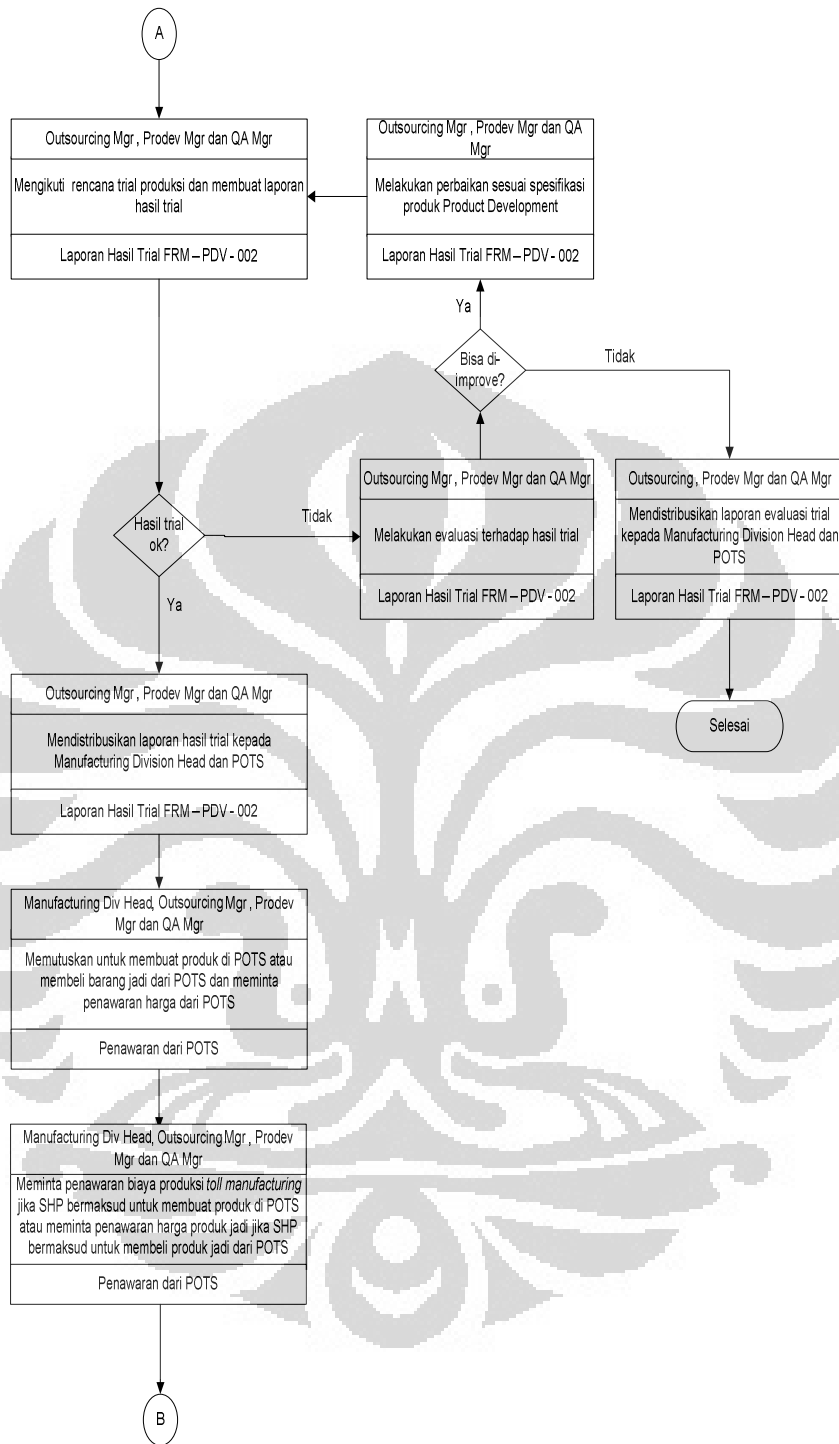 A
Outsourcing Mgr , Prodev Mgr dan QA Mgr
Mengikuti rencana trial produksi dan membuat laporan
hasil trial
Laporan Hasil Trial FRM – PDV - 002
Outsourcing Mgr , Prodev Mgr dan QA
Mgr
Melakukan perbaikan sesuai spesifikasi
produk Product Development
Laporan Hasil Trial FRM – PDV - 002
Ya
Bisa di-
improve?
Tidak
Hasil trial
ok?
Tidak
Ya
Outsourcing Mgr , Prodev Mgr dan QA Mgr
Melakukan evaluasi terhadap hasil trial
Laporan Hasil Trial FRM – PDV - 002
Outsourcing , Prodev Mgr dan QA Mgr
Mendistribusikan laporan evaluasi trial
kepada Manufacturing Division Head dan
POTS
Laporan Hasil Trial FRM – PDV - 002
Selesai
Outsourcing Mgr , Prodev Mgr dan QA Mgr
Mendistribusikan laporan hasil trial kepada
Manufacturing Division Head dan POTS
Laporan Hasil Trial FRM – PDV - 002
Manufacturing Div Head, Outsourcing Mgr , Prodev
Mgr dan QA Mgr
Memutuskan untuk membuat produk di POTS atau
membeli barang jadi dari POTS dan meminta
penawaran harga dari POTS
Penawaran dari POTS
Manufacturing Div Head, Outsourcing Mgr , Prodev
Mgr dan QA Mgr
Meminta penawaran biaya produksi toll manufacturing
jika SHP bermaksud untuk membuat produk di POTS
atau meminta penawaran harga produk jadi jika SHP
bermaksud untuk membeli produk jadi dari POTS
Penawaran dari POTS
B